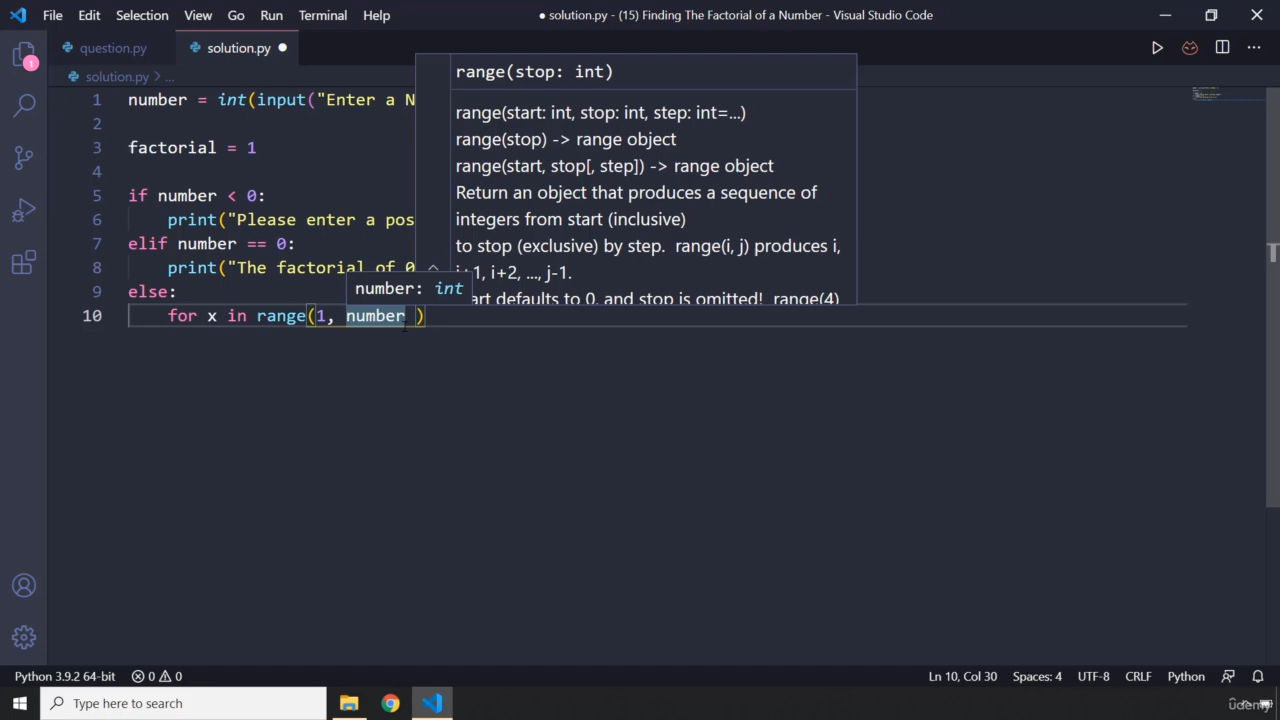 File Edit Selection View Go Run Terminal Help
● solution.py - (15) Finding The Factorial of a Number - Visual Studio Code
question.py solution.py ●
solution.py > ...
range(stop: int)
range(start: int, stop: int, step: int=...)
range(stop) -> range object
range(start, stop[, step]) -> range object
Return an object that produces a sequence of
integers from start (inclusive)
to stop (exclusive) by step. range(i, j) produces i,
i+1, i+2, ..., j-1.
defaults to 0, and stop is omitted! range(4)
number: int
1 number = int(input("Enter a N
2
3 factorial = 1
4
5 if number < 0:
6 print("Please enter a pos
7 elif number == 0:
8 print("The factorial of 0
9 else:
10 for x in range(1, number )
1
Python 3.9.2 64-bit 0 0 Ln 10, Col 30 Spaces: 4 UTF-8 CRLF Python
Type here to search
Udemy